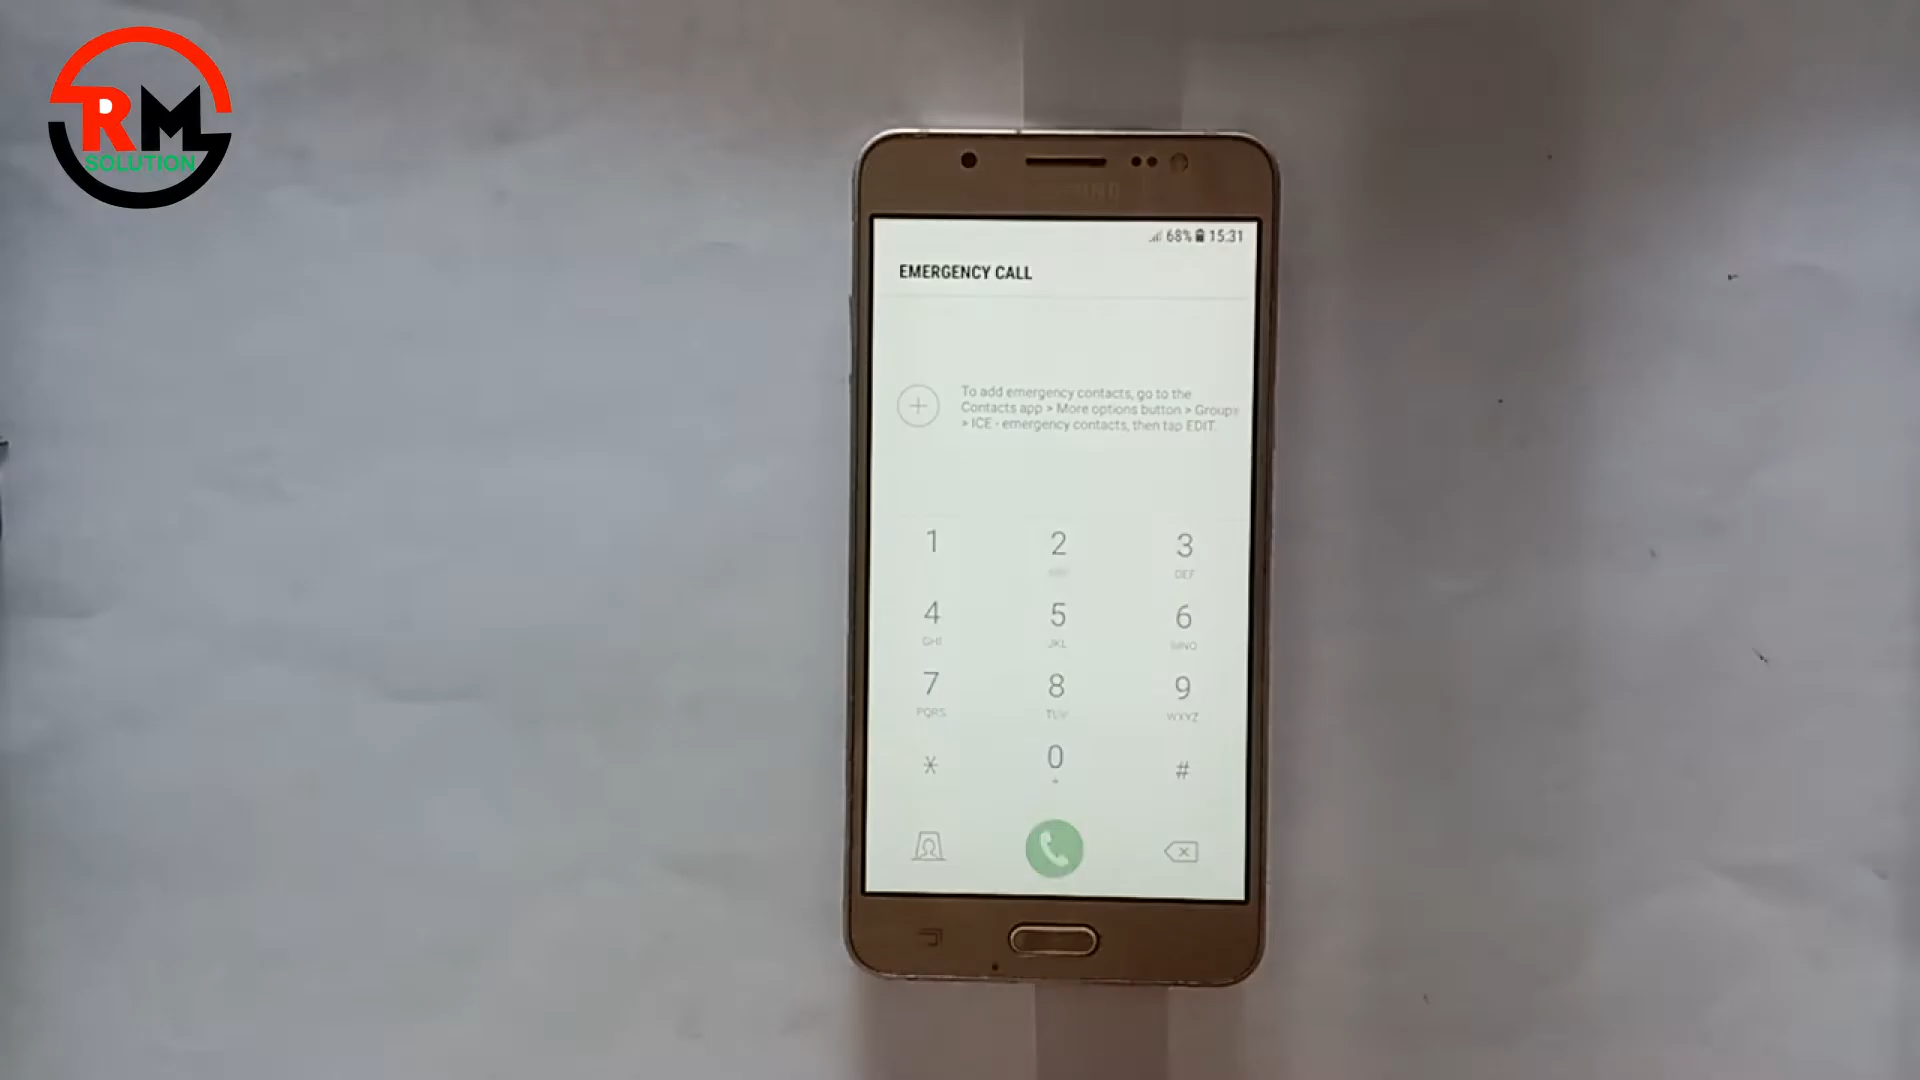 RM
SOLUTION
68% 15:31
EMERGENCY CALL
To add emergency contacts, go to the
Contacts app > More options button > Groups
> ICE - emergency contacts, then tap EDIT.
1 2 3
DEF
4 5 6
GHI JKL MNO
7 8 9
PQRS TUV WXYZ
* 0 #
+